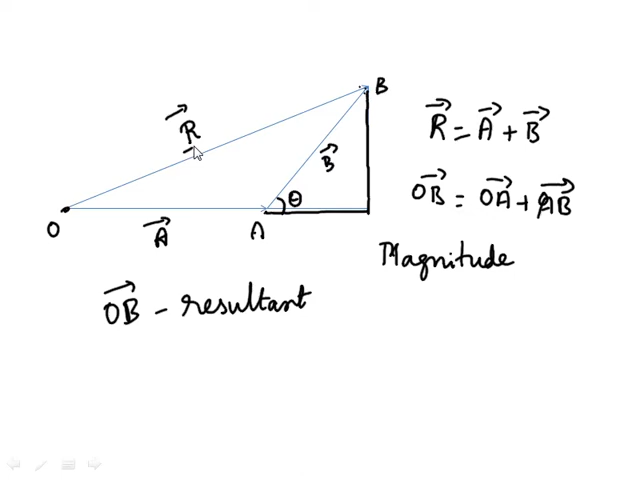 B
R⃗
R⃗ = A⃗ + B⃗
B⃗
OB⃗ = OA⃗ + AB⃗
θ
O
A⃗
A
Magnitude
OB⃗ – resultant